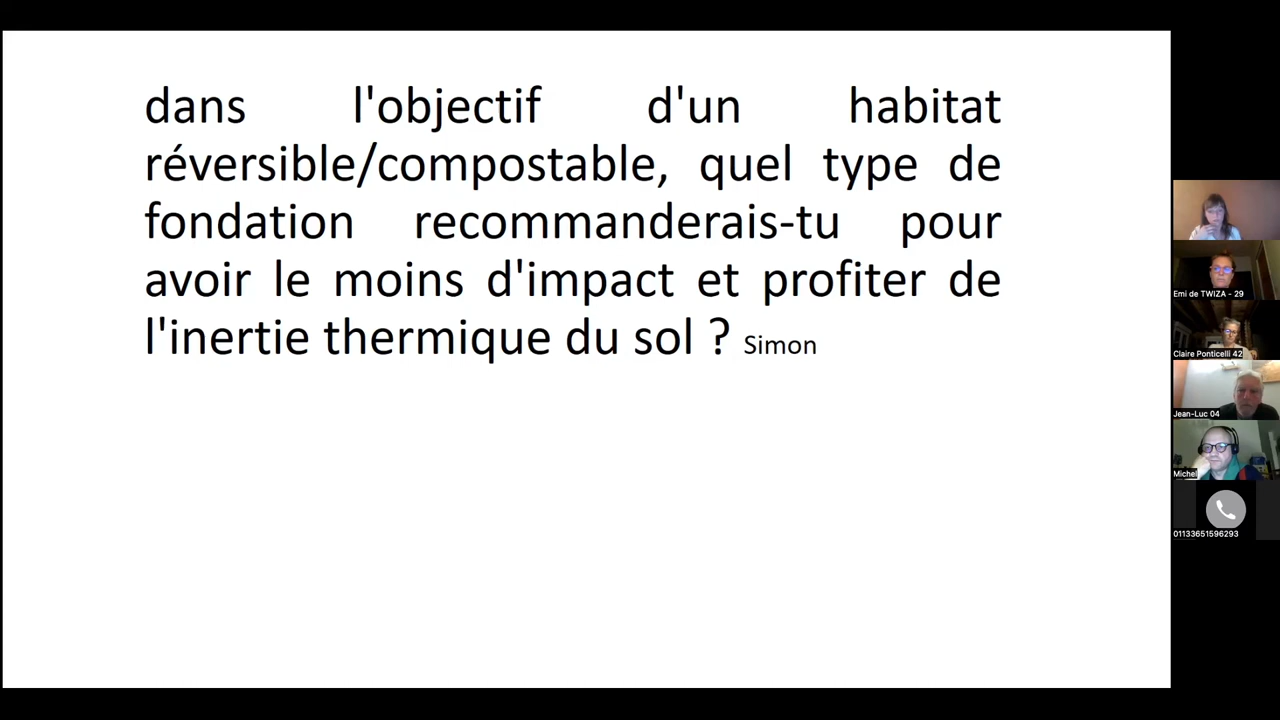 dans l'objectif d'un habitat
réversible/compostable, quel type de
fondation recommanderais-tu pour
avoir le moins d'impact et profiter de
l'inertie thermique du sol ? Simon
Emi de TWIZA - 29
Claire Ponticelli 42
Jean-Luc 04
Michel
01133651596293